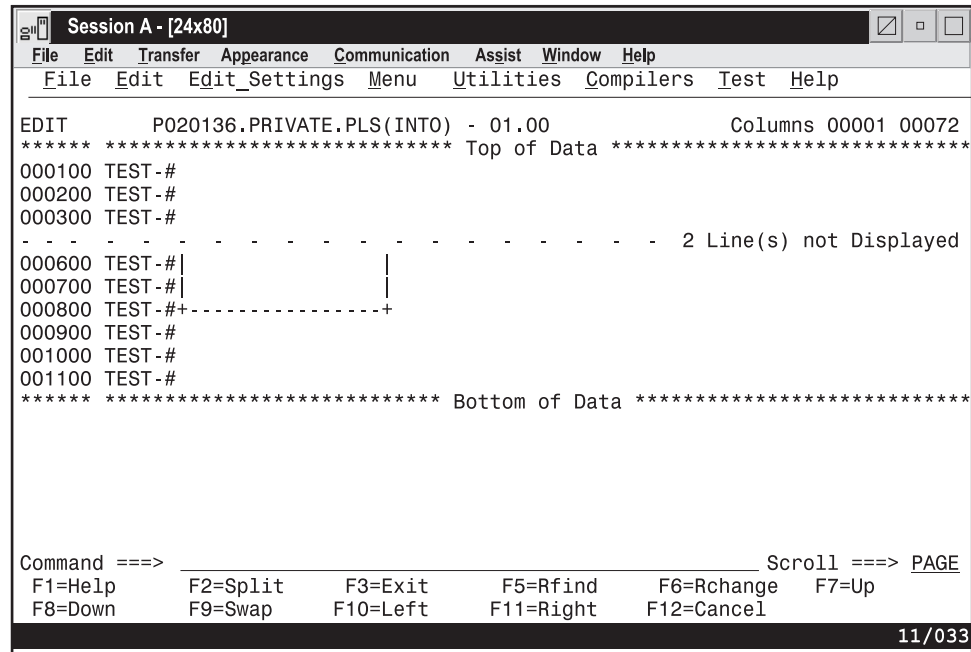 Session A - [24x80]
File Edit Transfer Appearance Communication Assist Window Help
File Edit Edit_Settings Menu Utilities Compilers Test Help
EDIT P020136.PRIVATE.PLS(INTO) - 01.00 Columns 00001 00072
****** ***************************** Top of Data ******************************
000100 TEST-#
000200 TEST-#
000300 TEST-#
- - - - - - - - - - - - - - - - - - - 2 Line(s) not Displayed
000600 TEST-#| |
000700 TEST-#| |
000800 TEST-#+----------------+
000900 TEST-#
001000 TEST-#
001100 TEST-#
****** **************************** Bottom of Data ****************************
Command ===> Scroll ===> PAGE
F1=Help F2=Split F3=Exit F5=Rfind F6=Rchange F7=Up
F8=Down F9=Swap F10=Left F11=Right F12=Cancel
11/033